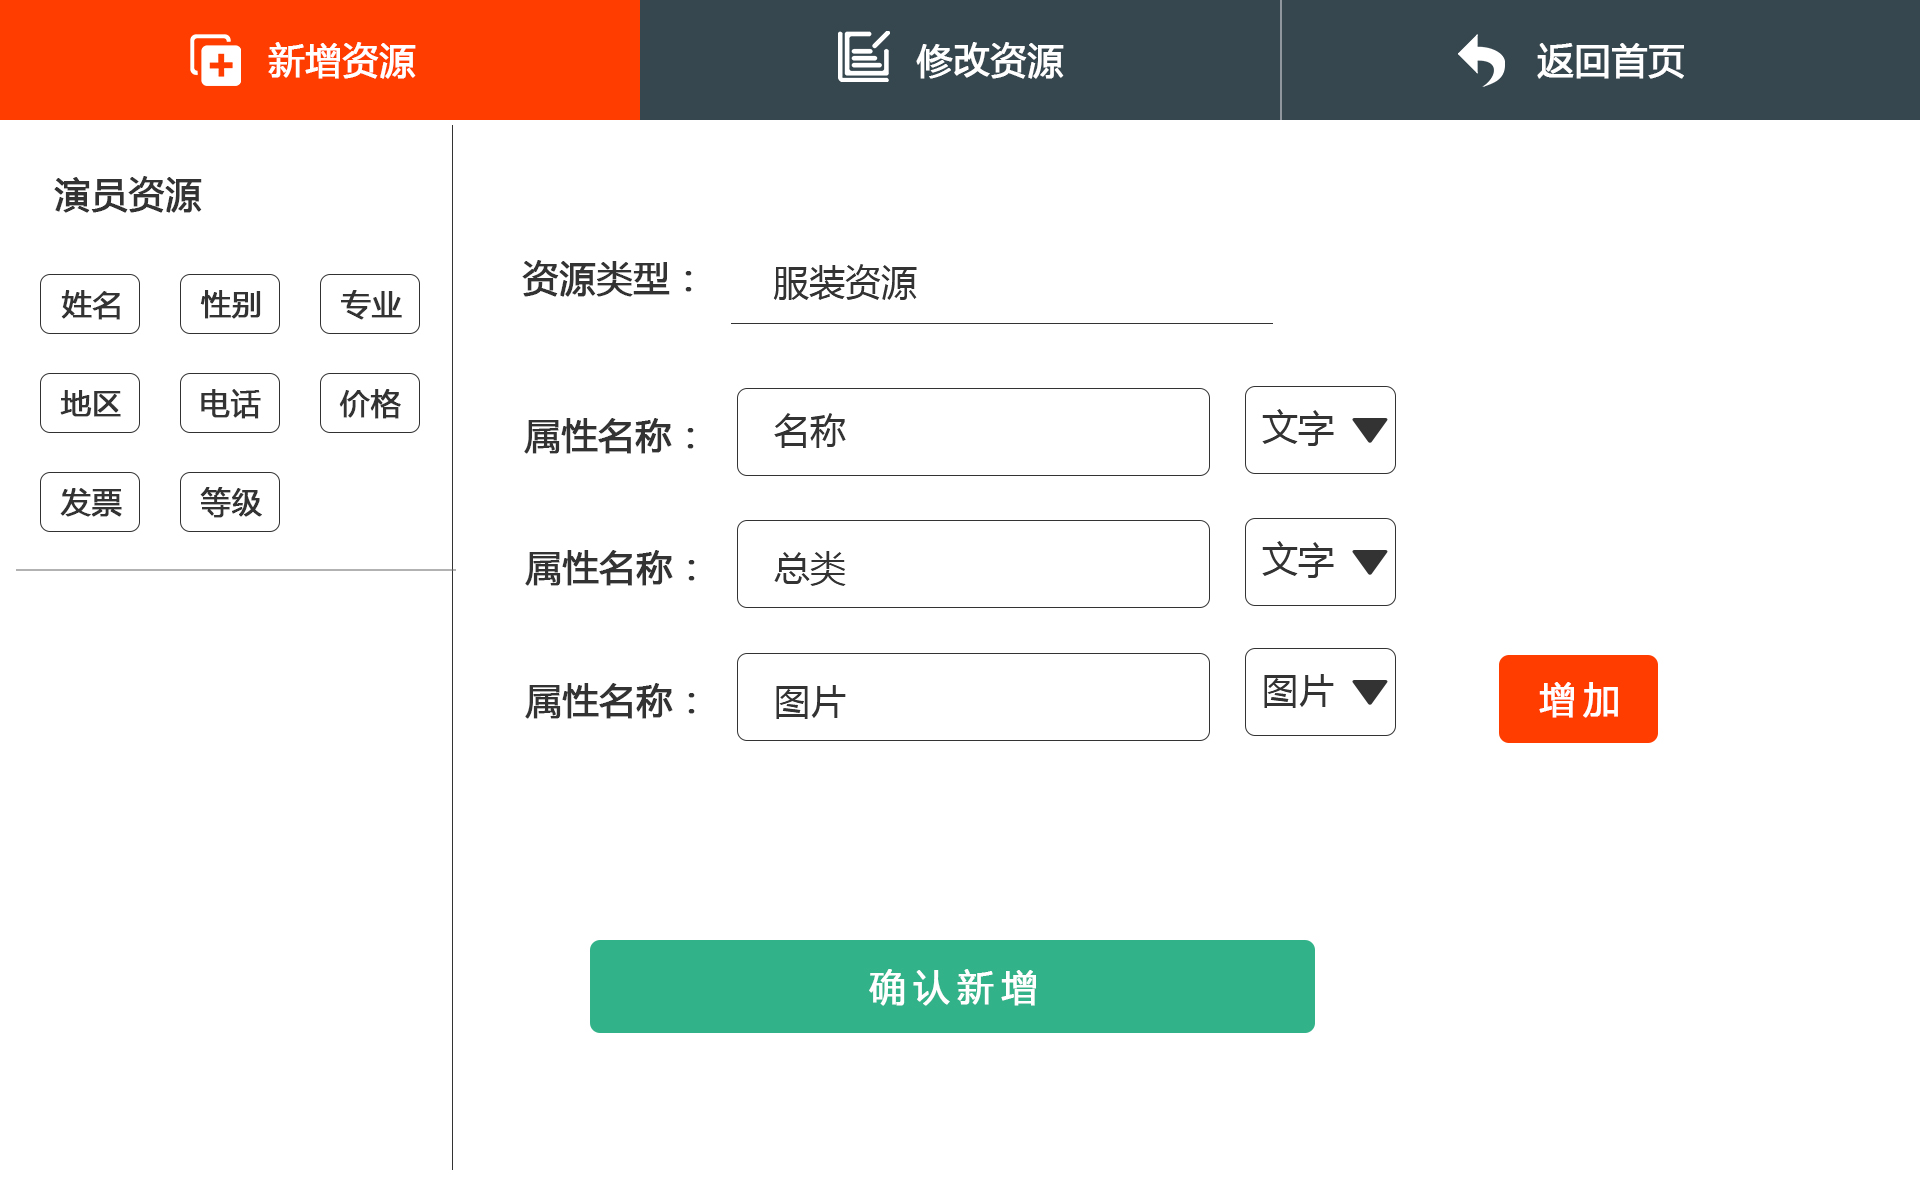 新增资源
修改资源
返回首页
演员资源
姓名 性别 专业
地区 电话 价格
发票 等级
资源类型：服装资源
属性名称：名称 文字
属性名称：总类 文字
属性名称：图片 图片
增加
确认新增